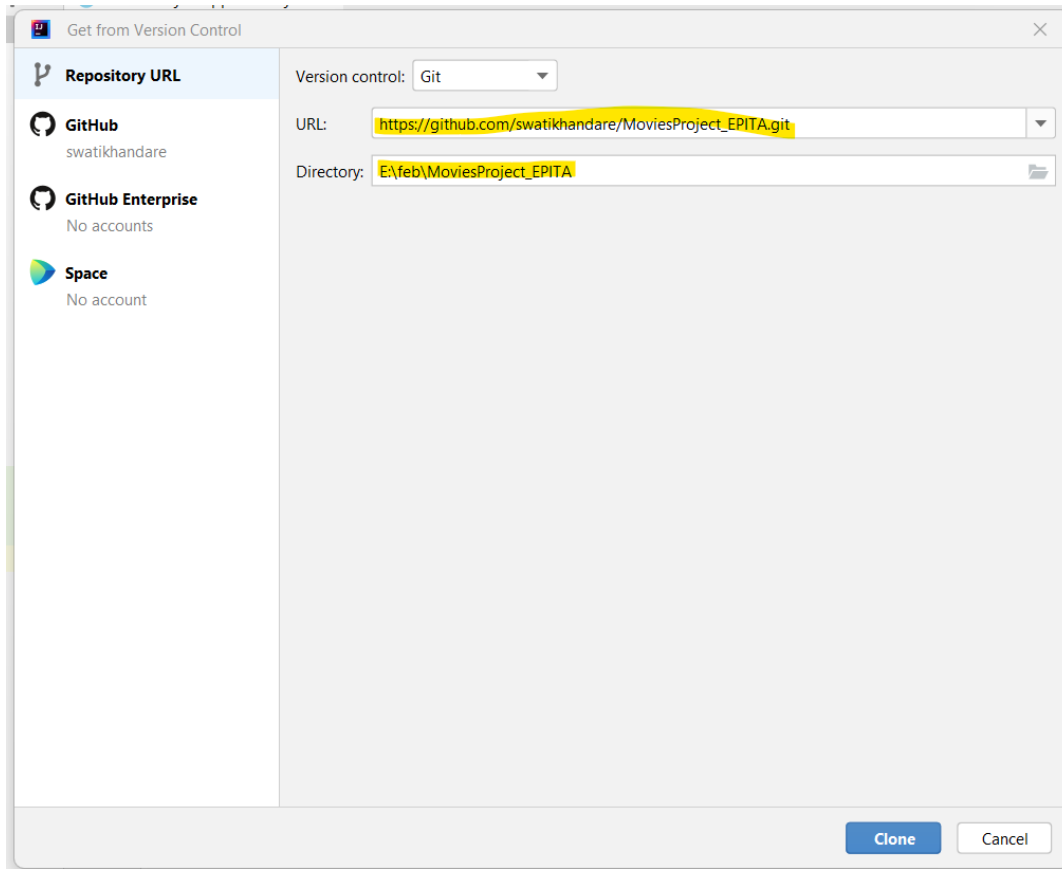 Get from Version Control
Repository URL
GitHub
swatikhandare
GitHub Enterprise
No accounts
Space
No account
Version control: Git
URL: https://github.com/swatikhandare/MoviesProject_EPITA.git
Directory: E:\feb\MoviesProject_EPITA
Clone Cancel